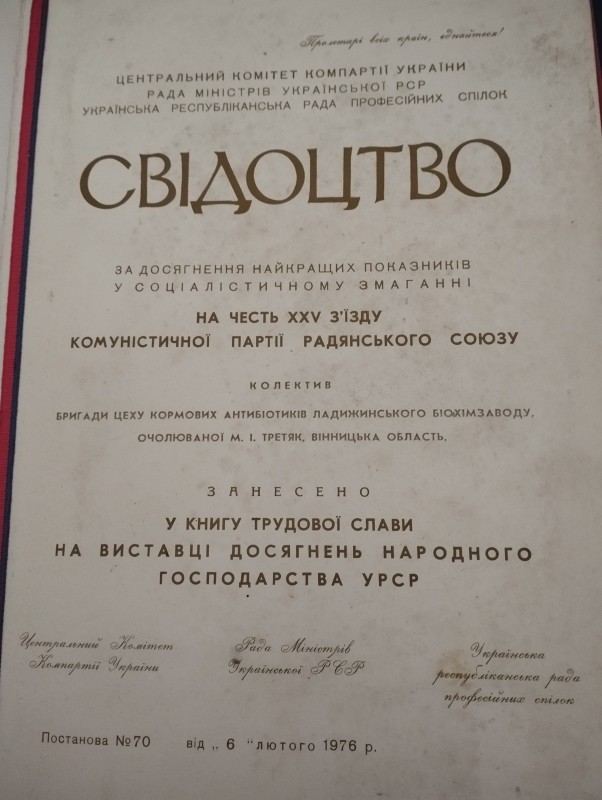 Пролетарі всіх країн, єднайтеся!
ЦЕНТРАЛЬНИЙ КОМІТЕТ КОМПАРТІЇ УКРАЇНИ
РАДА МІНІСТРІВ УКРАЇНСЬКОЇ РСР
УКРАЇНСЬКА РЕСПУБЛІКАНСЬКА РАДА ПРОФЕСІЙНИХ СПІЛОК
СВІДОЦТВО
ЗА ДОСЯГНЕННЯ НАЙКРАЩИХ ПОКАЗНИКІВ
У СОЦІАЛІСТИЧНОМУ ЗМАГАННІ
НА ЧЕСТЬ XXV З'ЇЗДУ
КОМУНІСТИЧНОЇ ПАРТІЇ РАДЯНСЬКОГО СОЮЗУ
КОЛЕКТИВ
БРИГАДИ ЦЕХУ КОРМОВИХ АНТИБІОТИКІВ ЛАДИЖИНСЬКОГО БІОХІМЗАВОДУ,
ОЧОЛЮВАНОЇ М. І. ТРЕТЯК, ВІННИЦЬКА ОБЛАСТЬ,
ЗАНЕСЕНО
У КНИГУ ТРУДОВОЇ СЛАВИ
НА ВИСТАВЦІ ДОСЯГНЕНЬ НАРОДНОГО
ГОСПОДАРСТВА УРСР
Центральний Комітет
Компартії України
Рада Міністрів
Української РСР
Українська
республіканська рада
професійних спілок
Постанова №70 від „ 6 " лютого 1976 р.